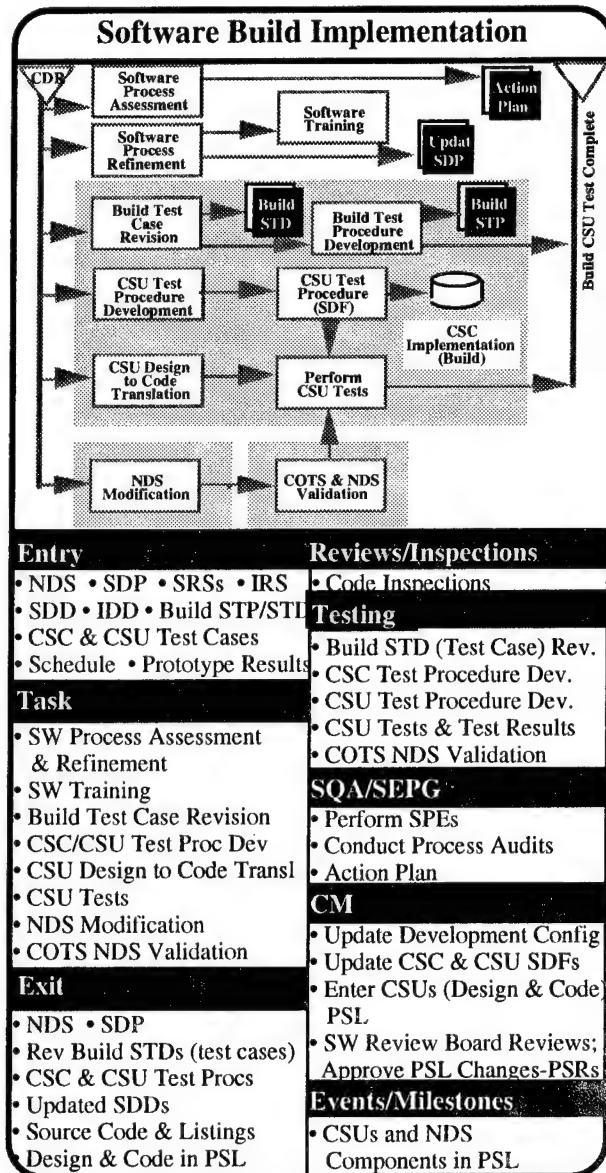 Software Build Implementation
CDR
Software
Process
Assessment
Action
Plan
Software
Training
Software
Process
Refinement
Updat
SDP
Build Test
Case
Revision
Build
STD
Build Test
Procedure
Development
Build
STP
CSU Test
Procedure
Development
CSU Test
Procedure
(SDF)
CSC
Implementation
(Build)
CSU Design
to Code
Translation
Perform
CSU Tests
NDS
Modification
COTS & NDS
Validation
Build CSU Test Complete
Entry
• NDS • SDP • SRSs • IRS
• SDD • IDD • Build STP/STD
• CSC & CSU Test Cases
• Schedule • Prototype Results
Task
• SW Process Assessment
& Refinement
• SW Training
• Build Test Case Revision
• CSC/CSU Test Proc Dev
• CSU Design to Code Transl
• CSU Tests
• NDS Modification
• COTS NDS Validation
Exit
• NDS • SDP
• Rev Build STDs (test cases)
• CSC & CSU Test Procs
• Updated SDDs
• Source Code & Listings
• Design & Code in PSL
Reviews/Inspections
• Code Inspections
Testing
• Build STD (Test Case) Rev.
• CSC Test Procedure Dev.
• CSU Test Procedure Dev.
• CSU Tests & Test Results
• COTS NDS Validation
SQA/SEPG
• Perform SPEs
• Conduct Process Audits
• Action Plan
CM
• Update Development Config
• Update CSC & CSU SDFs
• Enter CSUs (Design & Code)
PSL
• SW Review Board Reviews;
Approve PSL Changes-PSRs
Events/Milestones
• CSUs and NDS
Components in PSL